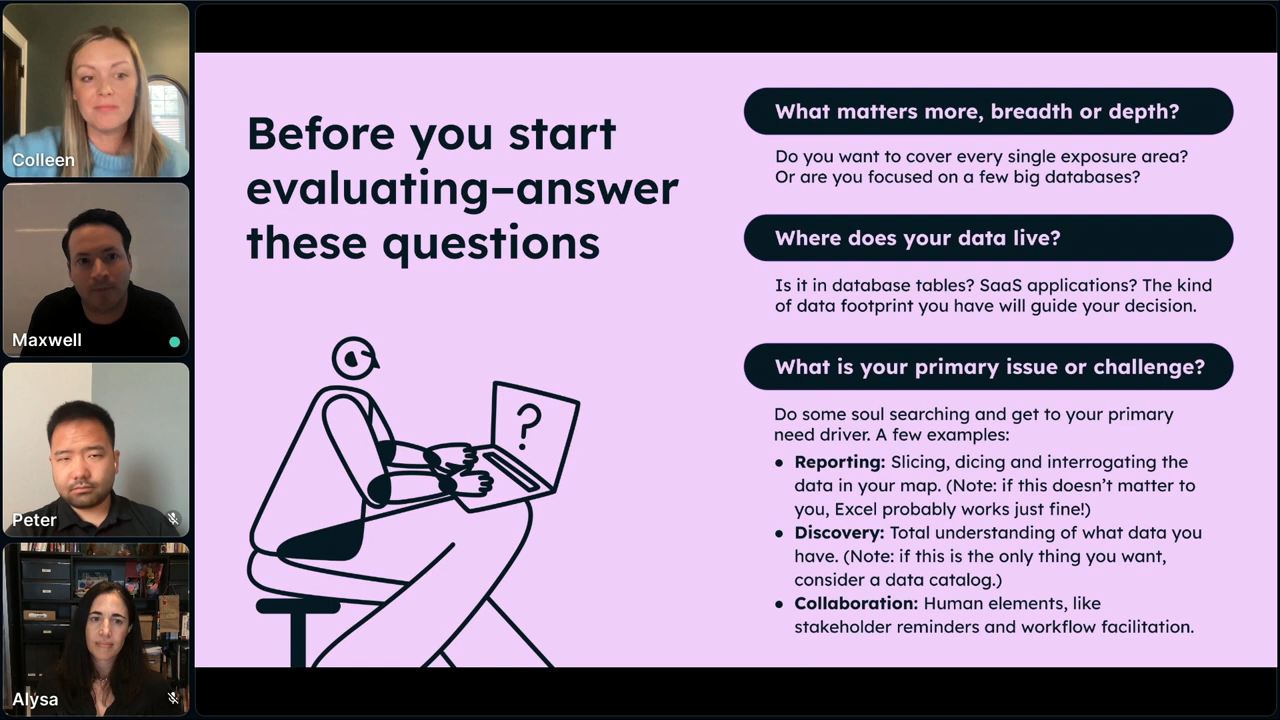 Colleen
Maxwell
Peter
Alysa
Before you start
evaluating–answer
these questions
?
What matters more, breadth or depth?
Do you want to cover every single exposure area?
Or are you focused on a few big databases?
Where does your data live?
Is it in database tables? SaaS applications? The kind
of data footprint you have will guide your decision.
What is your primary issue or challenge?
Do some soul searching and get to your primary
need driver. A few examples:
● Reporting: Slicing, dicing and interrogating the
data in your map. (Note: if this doesn’t matter to
you, Excel probably works just fine!)
● Discovery: Total understanding of what data you
have. (Note: if this is the only thing you want,
consider a data catalog.)
● Collaboration: Human elements, like
stakeholder reminders and workflow facilitation.